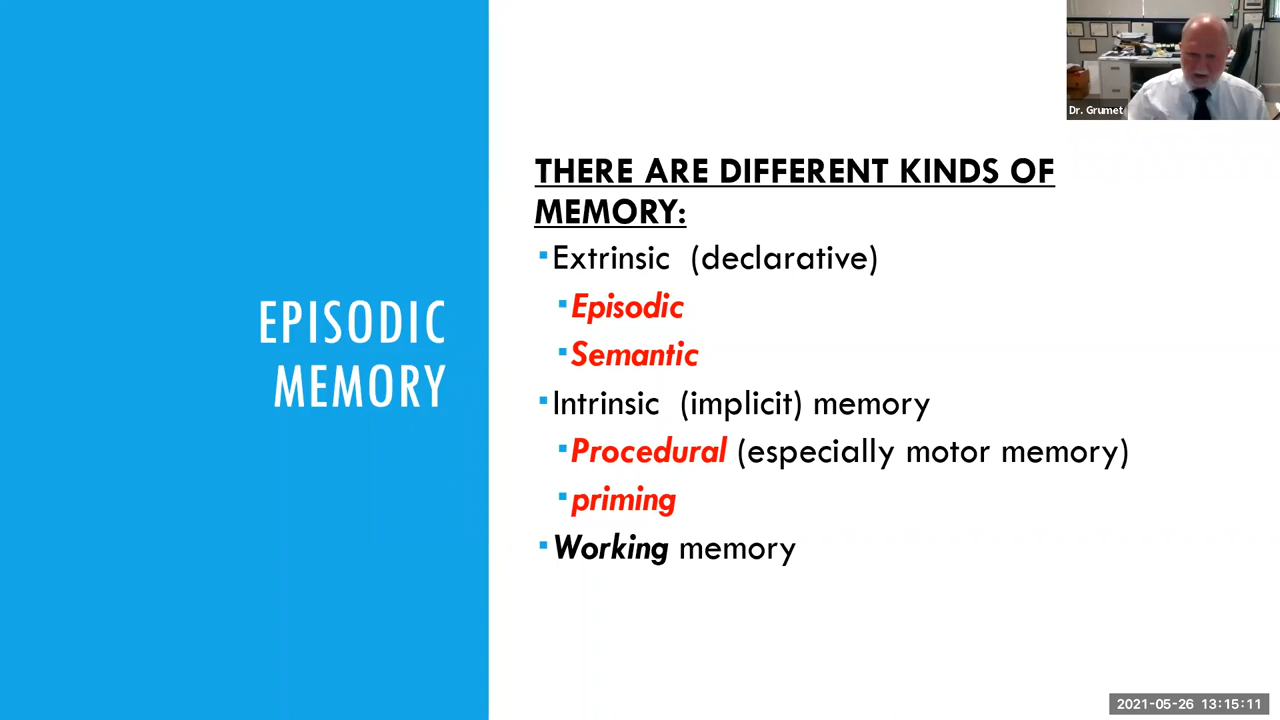 Dr. Grumet
THERE ARE DIFFERENT KINDS OF
MEMORY:
Extrinsic (declarative)
Episodic
Semantic
Intrinsic (implicit) memory
Procedural (especially motor memory)
priming
Working memory
EPISODIC
MEMORY
2021-05-26 13:15:11